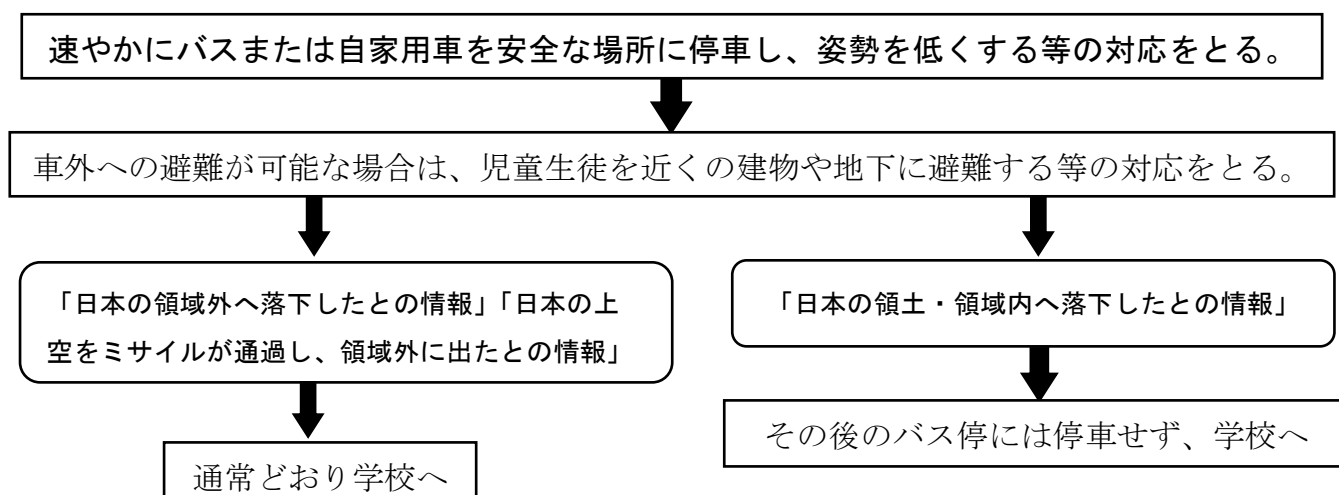 速やかにバスまたは自家用車を安全な場所に停車し、姿勢を低くする等の対応をとる。
車外への避難が可能な場合は、児童生徒を近くの建物や地下に避難する等の対応をとる。
「日本の領域外へ落下したとの情報」「日本の上
空をミサイルが通過し、領域外に出たとの情報」
「日本の領土・領域内へ落下したとの情報」
通常どおり学校へ
その後のバス停には停車せず、学校へ